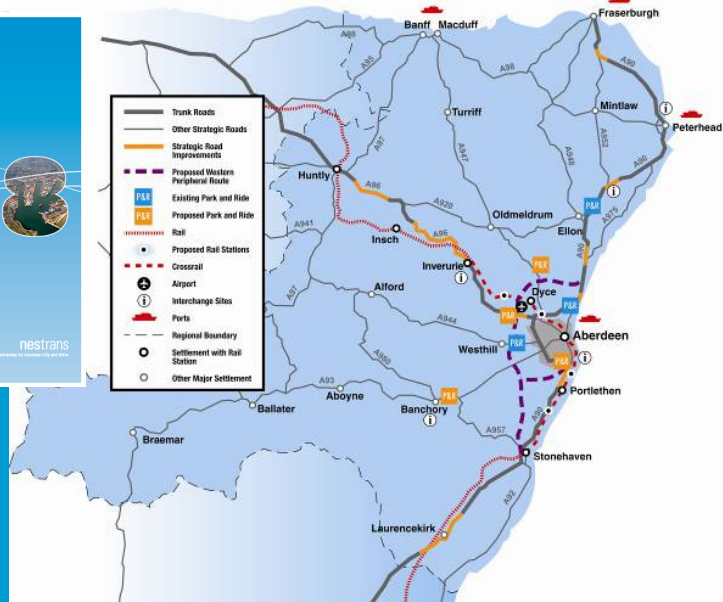 nestrans
Trunk Roads
Other Strategic Roads
Strategic Road
Improvements
Proposed Western
Peripheral Route
P&R
Existing Park and Ride
P&R
Proposed Park and Ride
Rail
Proposed Rail Stations
Crossrail
Airport
i
Interchange Sites
Ports
Regional Boundary
Settlement with Rail
Station
Other Major Settlement
Fraserburgh
Banff
Macduff
A98
A95
A98
A90
Mintlaw
i
Peterhead
Turriff
A97
A947
A948
A952
A90
i
Huntly
A96
A920
Oldmeldrum
P&R
A975
Ellon
A941
Insch
A96
A90
Inverurie
i
P&R
Dyce
A97
Alford
P&R
P&R
A944
Aberdeen
Westhill
P&R
i
P&R
A93
Aboyne
Banchory
P&R
i
Portlethen
A90
Ballater
Braemar
A957
Stonehaven
A92
Laurencekirk